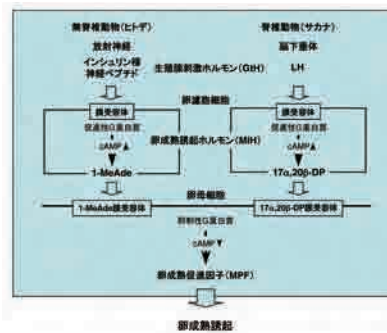 無脊椎動物(ヒトデ) 脊椎動物(サカナ)
放射神経 脳下垂体
インシュリン様
神経ペプチド 生殖腺刺激ホルモン(GtH) LH
卵濾胞細胞
膜受容体 膜受容体
促進性G蛋白質 促進性G蛋白質
cAMP▲ 卵成熟誘起ホルモン(MIH) cAMP▲
1-MeAde 17α,20β-DP
卵母細胞
1-MeAde膜受容体 17α,20β-DP膜受容体
抑制性G蛋白質
cAMP▼
卵成熟促進因子(MPF)
卵成熟誘起